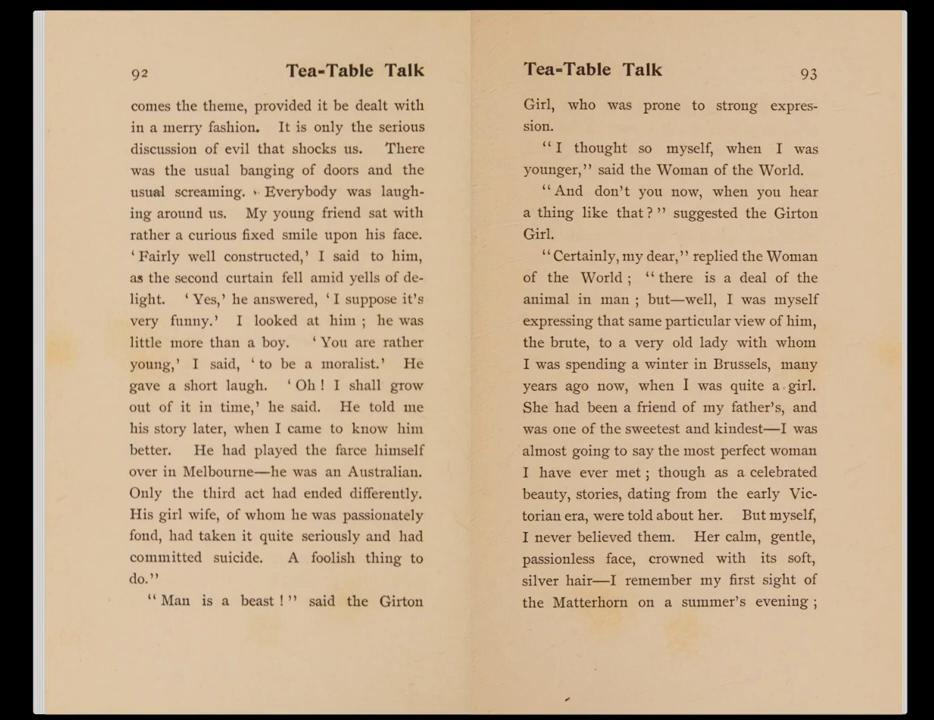 92
Tea-Table Talk
comes the theme, provided it be dealt with
in a merry fashion. It is only the serious
discussion of evil that shocks us. There
was the usual banging of doors and the
usual screaming. Everybody was laugh-
ing around us. My young friend sat with
rather a curious fixed smile upon his face.
‘Fairly well constructed,’ I said to him,
as the second curtain fell amid yells of de-
light. ‘Yes,’ he answered, ‘I suppose it’s
very funny.’ I looked at him ; he was
little more than a boy. ‘You are rather
young,’ I said, ‘to be a moralist.’ He
gave a short laugh. ‘Oh ! I shall grow
out of it in time,’ he said. He told me
his story later, when I came to know him
better. He had played the farce himself
over in Melbourne—he was an Australian.
Only the third act had ended differently.
His girl wife, of whom he was passionately
fond, had taken it quite seriously and had
committed suicide. A foolish thing to
do.”
“Man is a beast !” said the Girton
Tea-Table Talk
93
Girl, who was prone to strong expres-
sion.
“I thought so myself, when I was
younger,” said the Woman of the World.
“And don’t you now, when you hear
a thing like that ?” suggested the Girton
Girl.
“Certainly, my dear,” replied the Woman
of the World ; “there is a deal of the
animal in man ; but—well, I was myself
expressing that same particular view of him,
the brute, to a very old lady with whom
I was spending a winter in Brussels, many
years ago now, when I was quite a girl.
She had been a friend of my father’s, and
was one of the sweetest and kindest—I was
almost going to say the most perfect woman
I have ever met ; though as a celebrated
beauty, stories, dating from the early Vic-
torian era, were told about her. But myself,
I never believed them. Her calm, gentle,
passionless face, crowned with its soft,
silver hair—I remember my first sight of
the Matterhorn on a summer’s evening ;